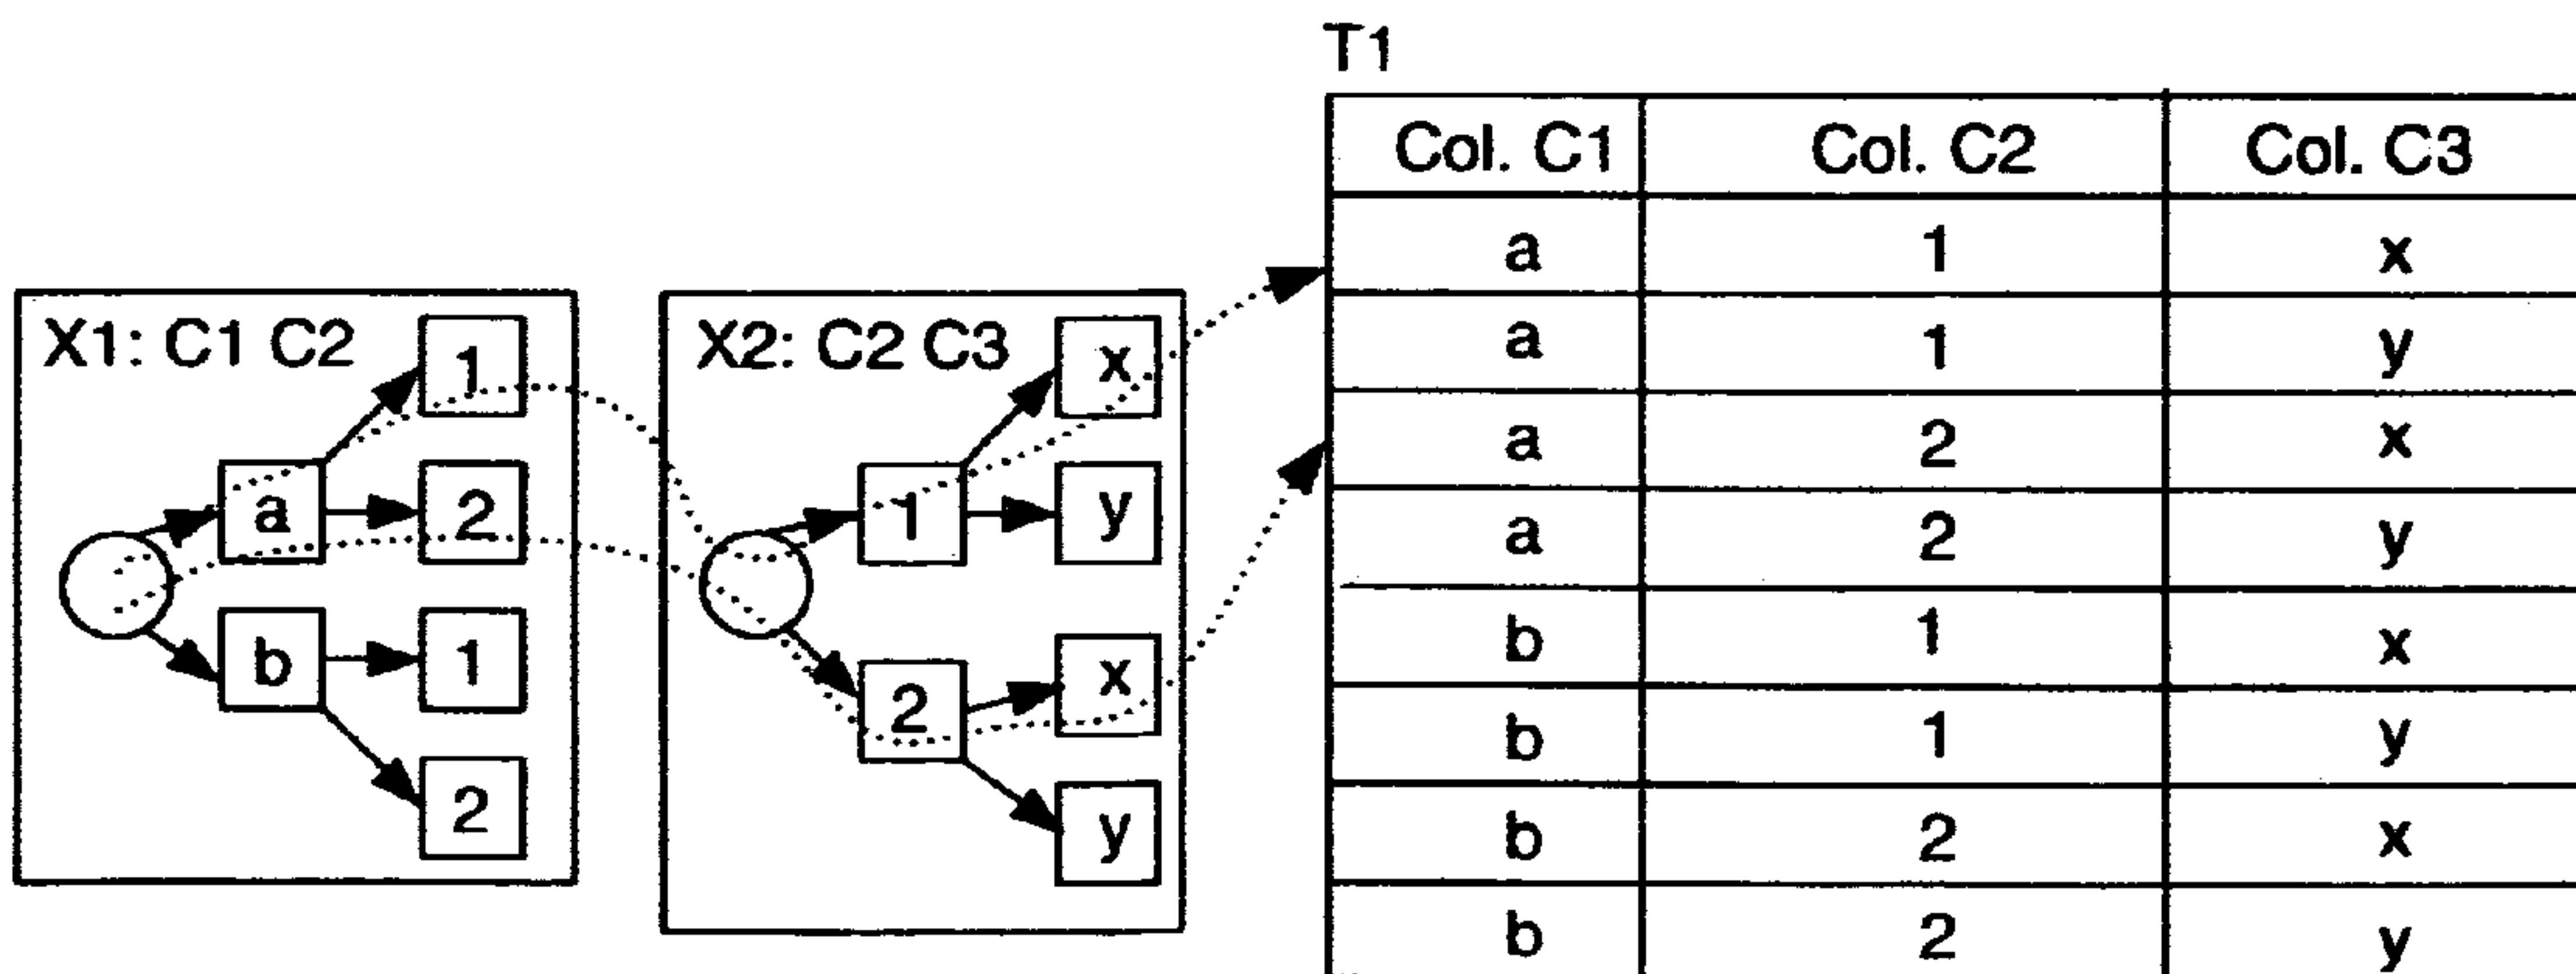 T1
Col. C1 Col. C2 Col. C3
a 1 x
a 1 y
a 2 x
a 2 y
b 1 x
b 1 y
b 2 x
b 2 y
X1: C1 C2
1
a 2
b 1
2
X2: C2 C3
x
1 y
2 x
y